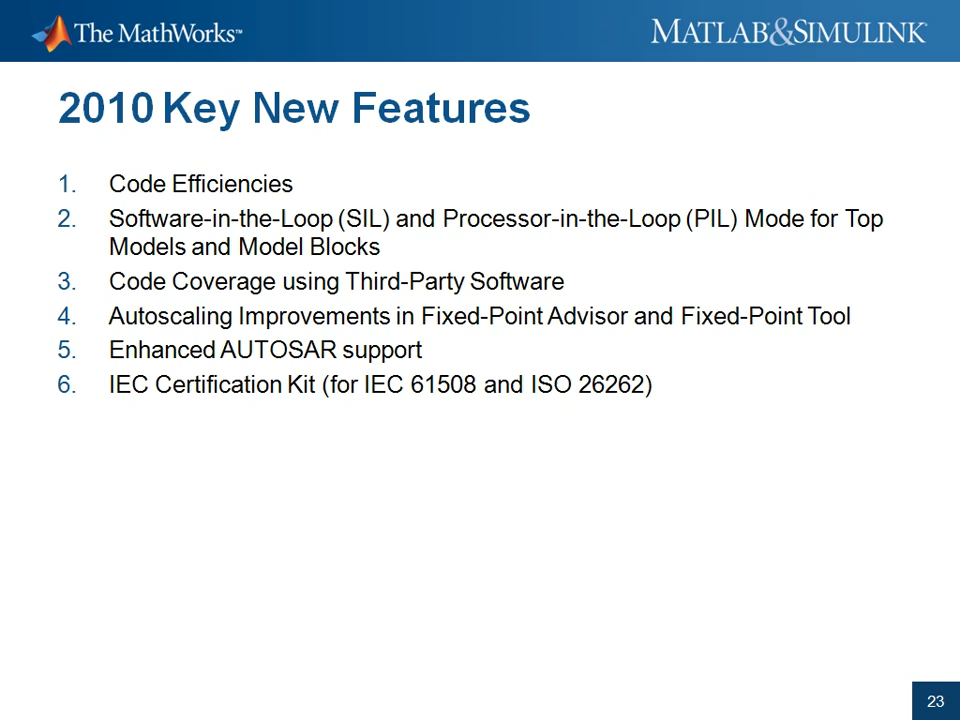 The MathWorks™
MATLAB&SIMULINK®
2010 Key New Features
1. Code Efficiencies
2. Software-in-the-Loop (SIL) and Processor-in-the-Loop (PIL) Mode for Top
Models and Model Blocks
3. Code Coverage using Third-Party Software
4. Autoscaling Improvements in Fixed-Point Advisor and Fixed-Point Tool
5. Enhanced AUTOSAR support
6. IEC Certification Kit (for IEC 61508 and ISO 26262)
23